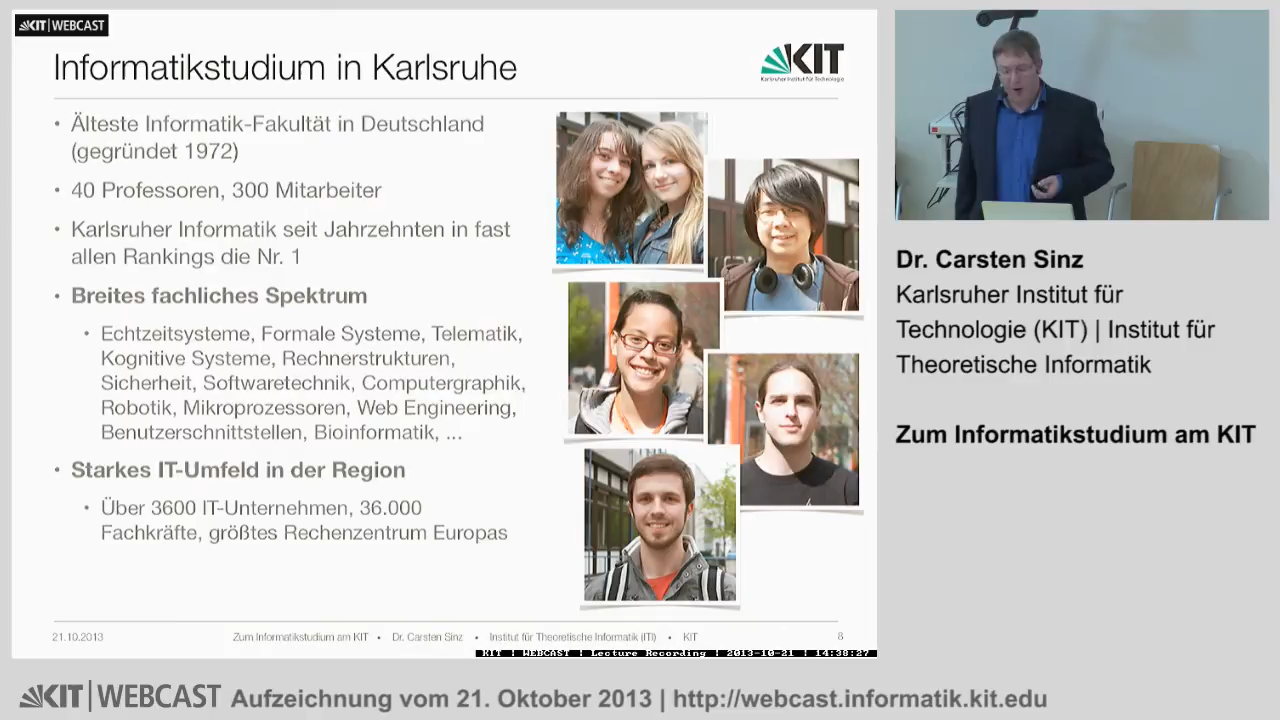 KIT | WEBCAST
Informatikstudium in Karlsruhe
KIT
Karlsruher Institut für Technologie
• Älteste Informatik-Fakultät in Deutschland
(gegründet 1972)
• 40 Professoren, 300 Mitarbeiter
• Karlsruher Informatik seit Jahrzehnten in fast
allen Rankings die Nr. 1
• Breites fachliches Spektrum
• Echtzeitsysteme, Formale Systeme, Telematik,
Kognitive Systeme, Rechnerstrukturen,
Sicherheit, Softwaretechnik, Computergraphik,
Robotik, Mikroprozessoren, Web Engineering,
Benutzerschnittstellen, Bioinformatik, ...
• Starkes IT-Umfeld in der Region
• Über 3600 IT-Unternehmen, 36.000
Fachkräfte, größtes Rechenzentrum Europas
21.10.2013 Zum Informatikstudium am KIT • Dr. Carsten Sinz • Institut für Theoretische Informatik (ITI) • KIT 8
KIT | WEBCAST | Lecture Recording | 2013-10-21 | 14:38:27
Dr. Carsten Sinz
Karlsruher Institut für
Technologie (KIT) | Institut für
Theoretische Informatik
Zum Informatikstudium am KIT
KIT | WEBCAST Aufzeichnung vom 21. Oktober 2013 | http://webcast.informatik.kit.edu